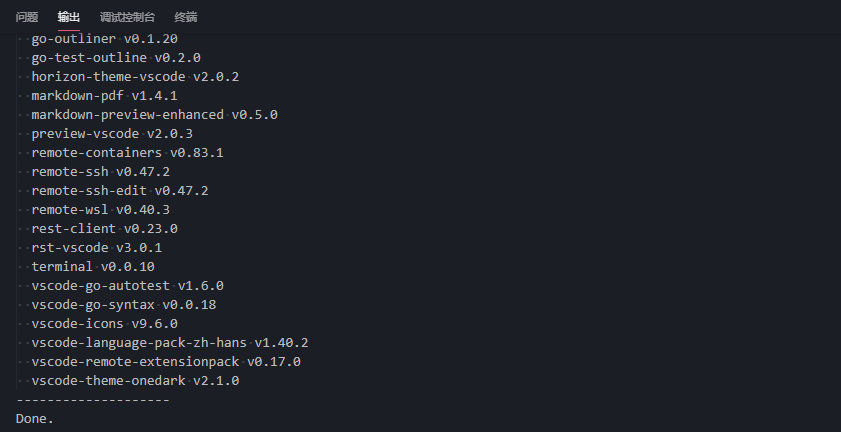 问题 输出 调试控制台 终端
go-outliner v0.1.20
go-test-outline v0.2.0
horizon-theme-vscode v2.0.2
markdown-pdf v1.4.1
markdown-preview-enhanced v0.5.0
preview-vscode v2.0.3
remote-containers v0.83.1
remote-ssh v0.47.2
remote-ssh-edit v0.47.2
remote-wsl v0.40.3
rest-client v0.23.0
rst-vscode v3.0.1
terminal v0.0.10
vscode-go-autotest v1.6.0
vscode-go-syntax v0.0.18
vscode-icons v9.6.0
vscode-language-pack-zh-hans v1.40.2
vscode-remote-extensionpack v0.17.0
vscode-theme-onedark v2.1.0
--------------------
Done.